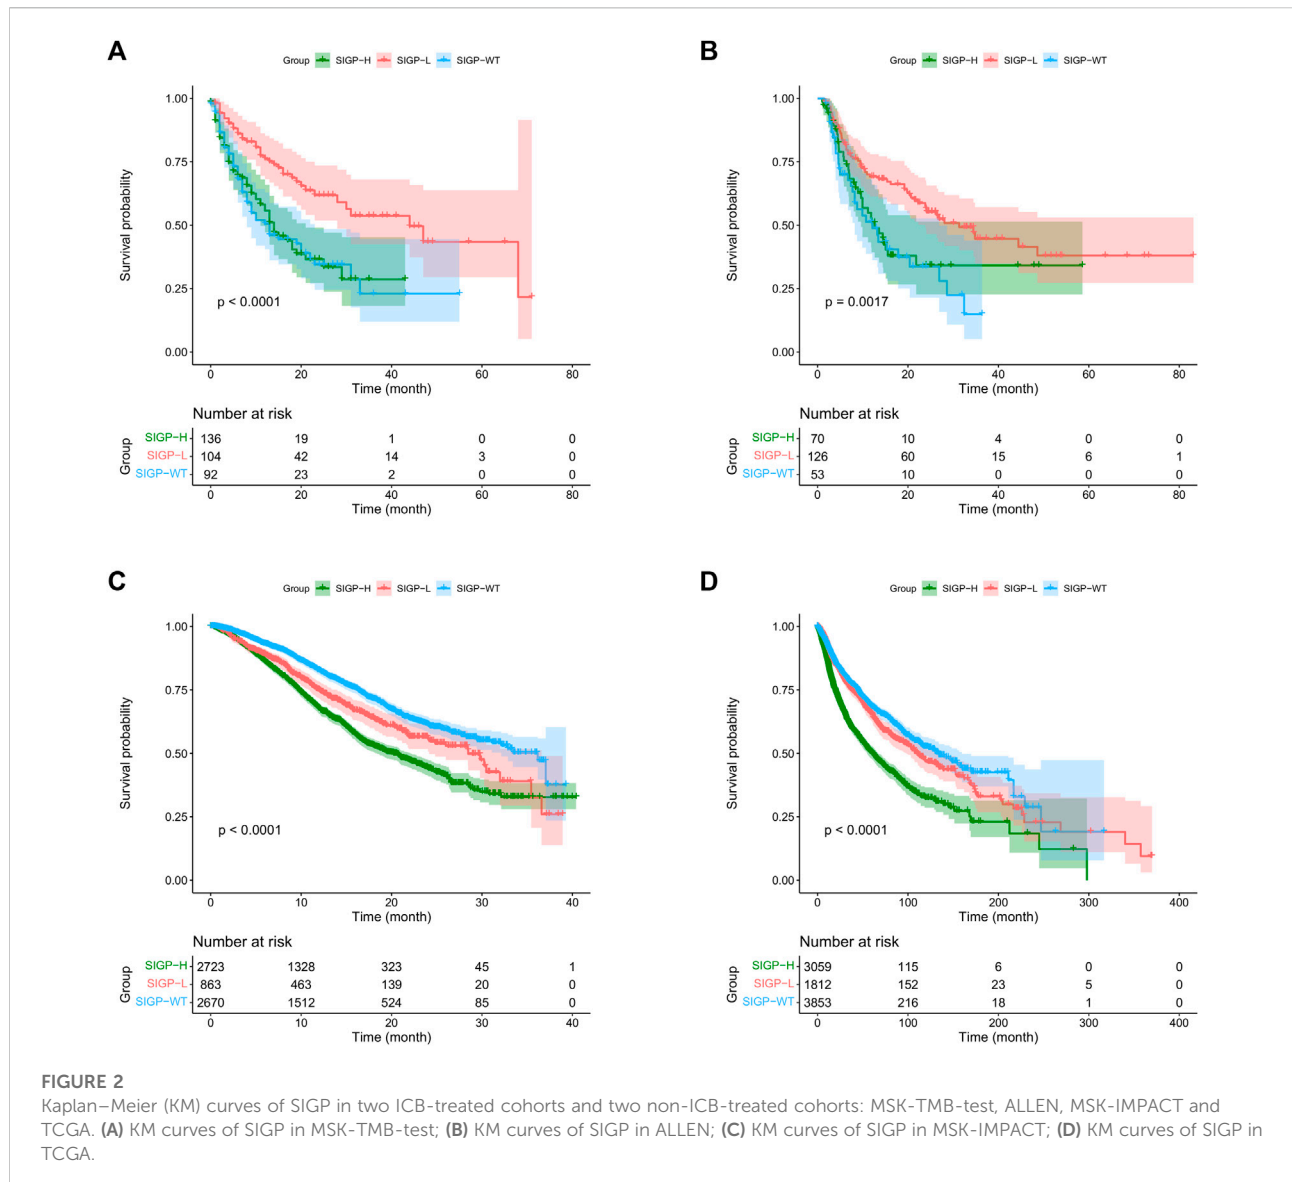 A
Group SIGP-H SIGP-L SIGP-WT
1.00
0.75
0.50
0.25
0.00
Survival probability
p < 0.0001
0 20 40 60 80
Time (month)
Number at risk
Group
SIGP-H 136 19 1 0 0
SIGP-L 104 42 14 3 0
SIGP-WT 92 23 2 0 0
0 20 40 60 80
Time (month)
B
Group SIGP-H SIGP-L SIGP-WT
1.00
0.75
0.50
0.25
0.00
Survival probability
p = 0.0017
0 20 40 60 80
Time (month)
Number at risk
Group
SIGP-H 70 10 4 0 0
SIGP-L 126 60 15 6 1
SIGP-WT 53 10 0 0 0
0 20 40 60 80
Time (month)
C
Group SIGP-H SIGP-L SIGP-WT
1.00
0.75
0.50
0.25
0.00
Survival probability
p < 0.0001
0 10 20 30 40
Time (month)
Number at risk
Group
SIGP-H 2723 1328 323 45 1
SIGP-L 863 463 139 20 0
SIGP-WT 2670 1512 524 85 0
0 10 20 30 40
Time (month)
D
Group SIGP-H SIGP-L SIGP-WT
1.00
0.75
0.50
0.25
0.00
Survival probability
p < 0.0001
0 100 200 300 400
Time (month)
Number at risk
Group
SIGP-H 3059 115 6 0 0
SIGP-L 1812 152 23 5 0
SIGP-WT 3853 216 18 1 0
0 100 200 300 400
Time (month)
FIGURE 2
Kaplan–Meier (KM) curves of SIGP in two ICB-treated cohorts and two non-ICB-treated cohorts: MSK-TMB-test, ALLEN, MSK-IMPACT and
TCGA. (A) KM curves of SIGP in MSK-TMB-test; (B) KM curves of SIGP in ALLEN; (C) KM curves of SIGP in MSK-IMPACT; (D) KM curves of SIGP in
TCGA.